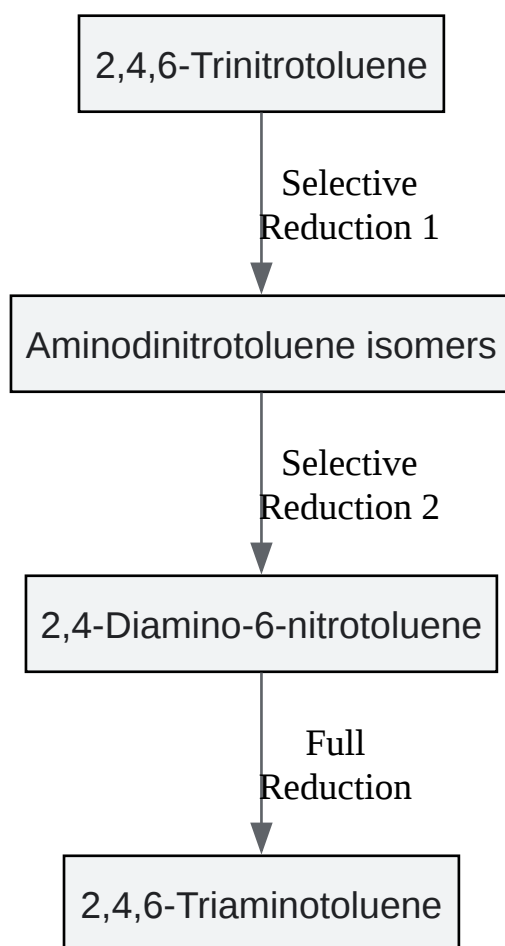 2,4,6-Trinitrotoluene
Selective
Reduction 1
Aminodinitrotoluene isomers
Selective
Reduction 2
2,4-Diamino-6-nitrotoluene
Full
Reduction
2,4,6-Triaminotoluene